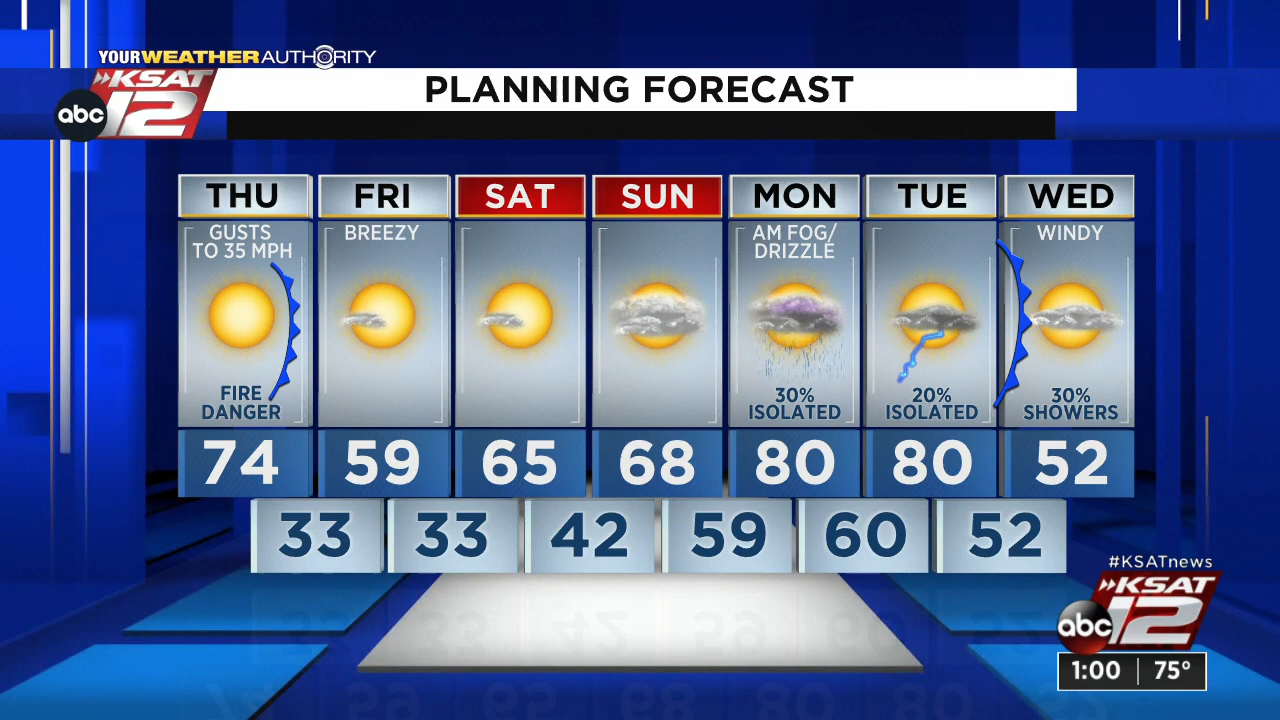 YOURWEATHERAUTHORITY
KSAT
abc 12
PLANNING FORECAST
THU FRI SAT SUN MON TUE WED
GUSTS TO 35 MPH
BREEZY
AM FOG/
DRIZZLE
WINDY
FIRE
DANGER
30%
ISOLATED
20%
ISOLATED
30%
SHOWERS
74 59 65 68 80 80 52
33 33 42 59 60 52
#KSATnews
KSAT
abc 12
1:00 75°